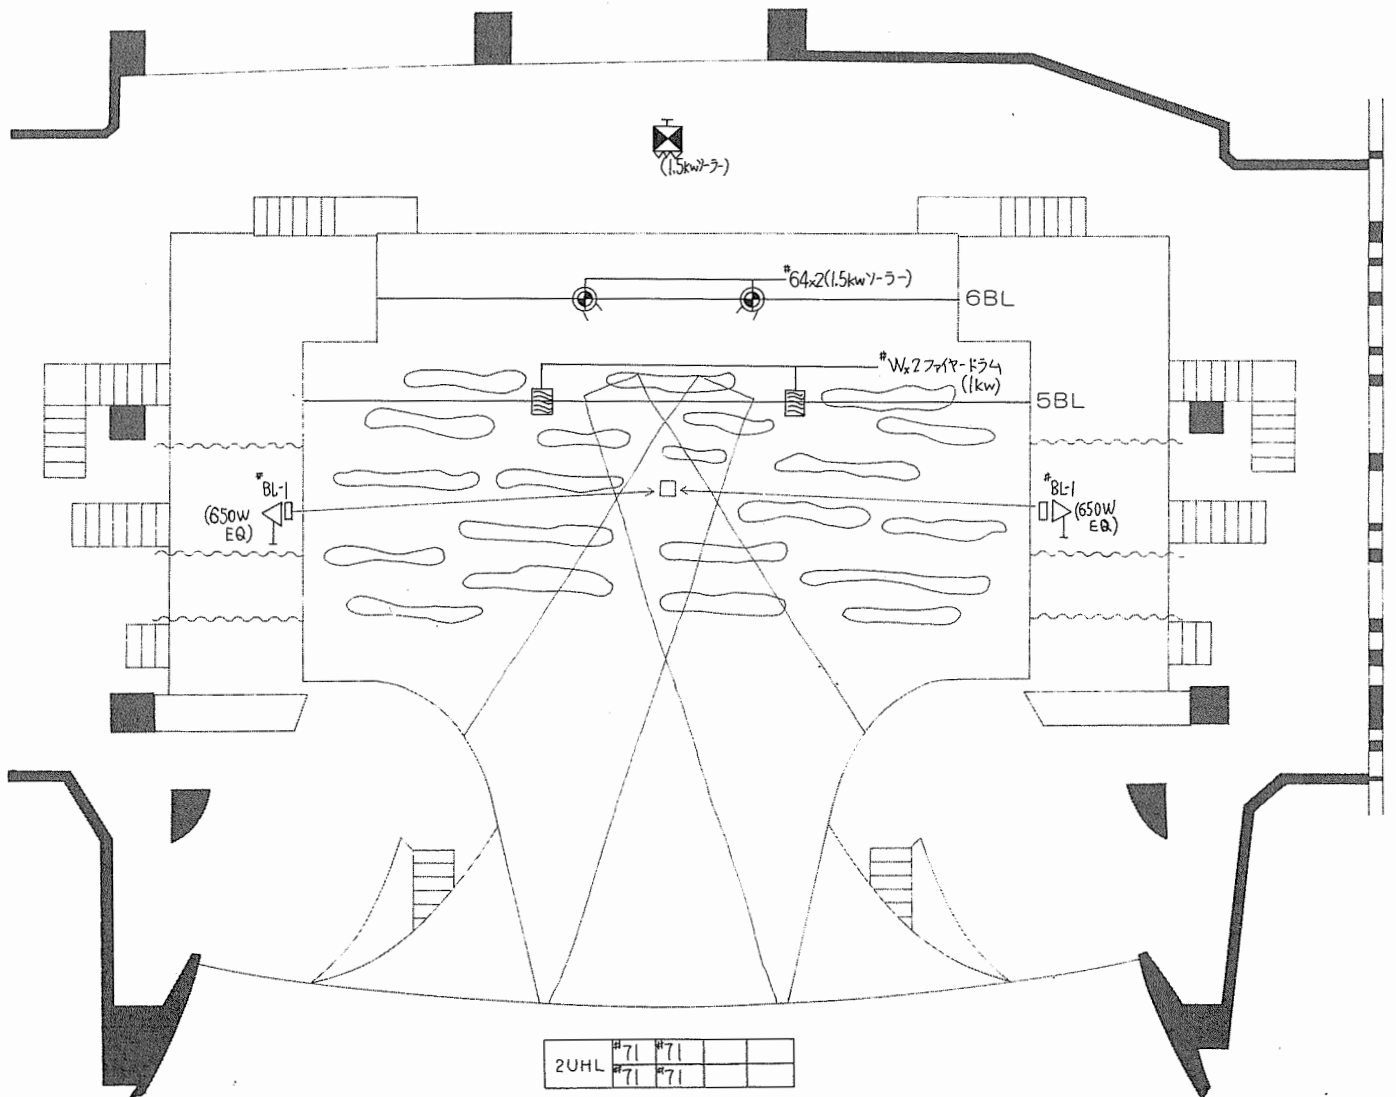 (1.5kwソーラー)
#64x2(1.5kwソーラー)
6BL
#Wx2ファイヤードラム
(1kw)
5BL
#BL-1
(650W
EQ)
#BL-1
(650W
EQ)
2UHL #71 #71
#71 #71